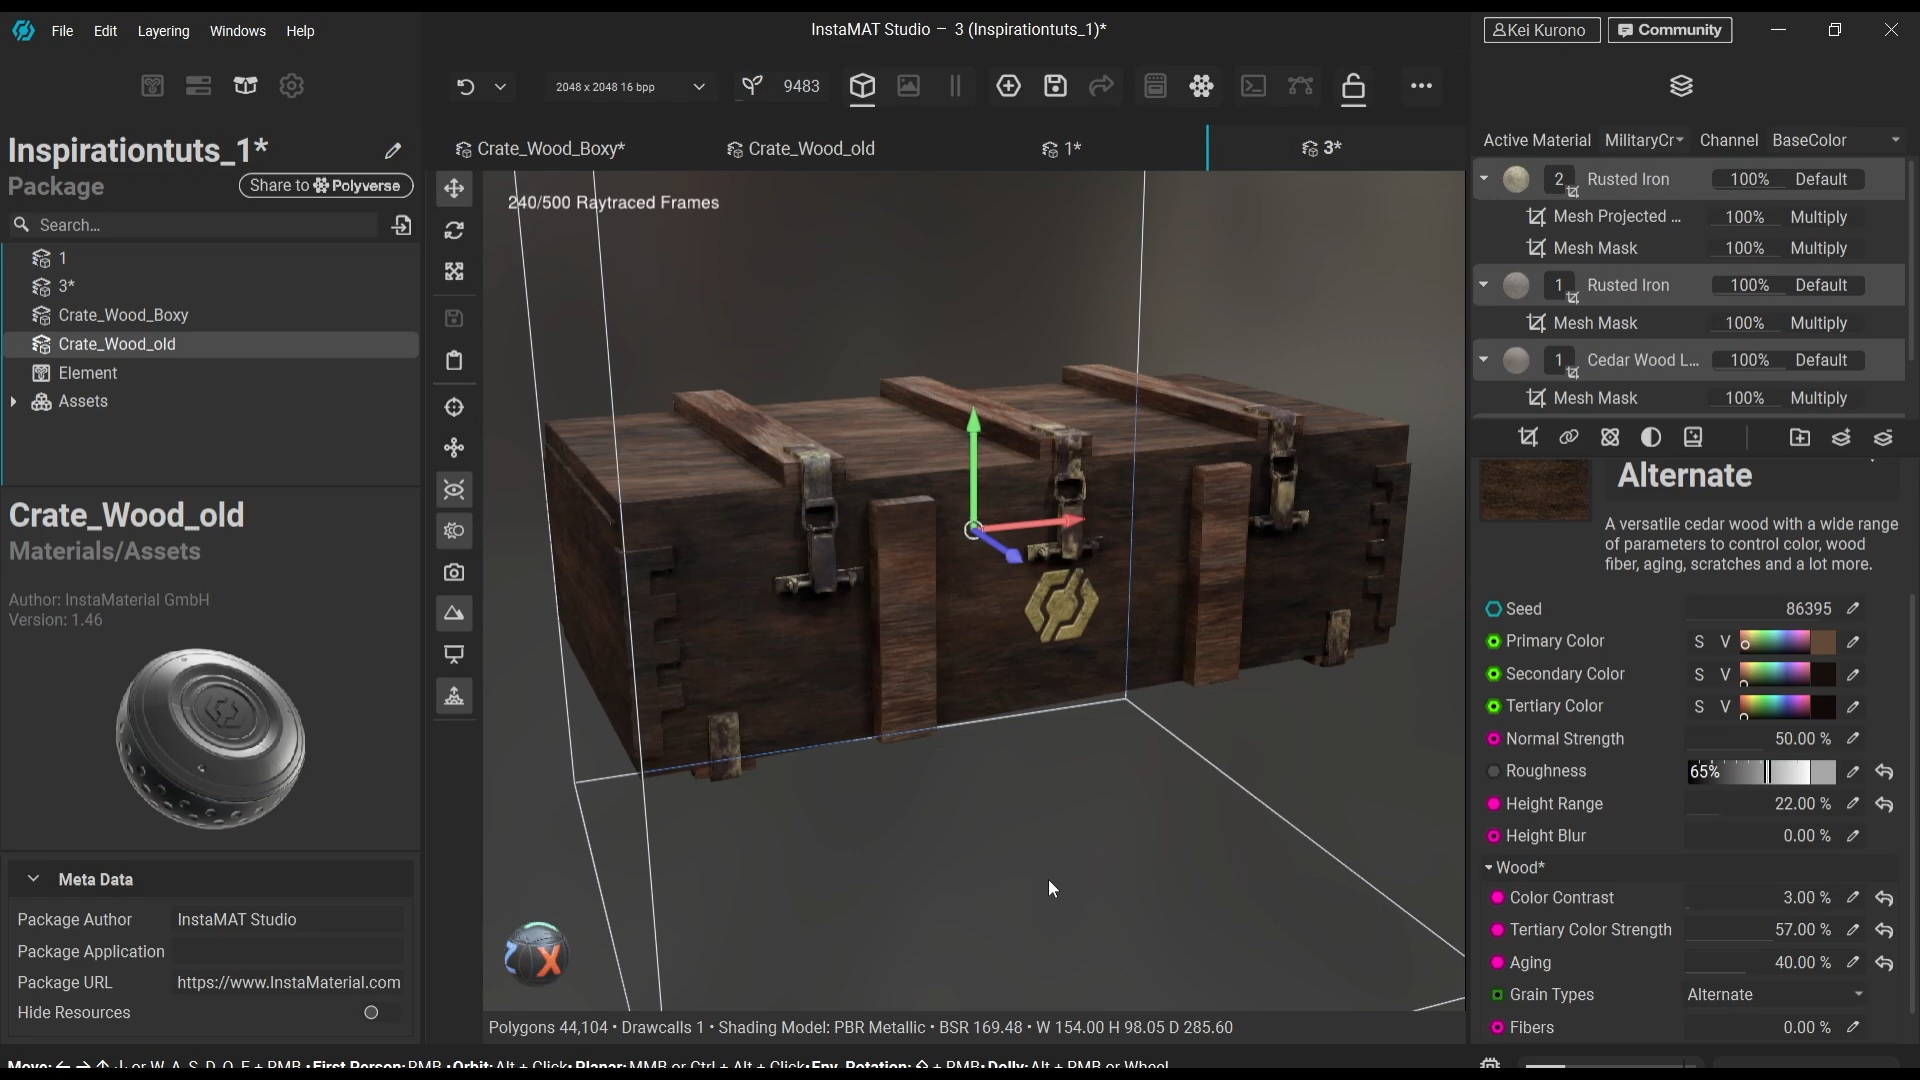 File Edit Layering Windows Help
InstaMAT Studio – 3 (Inspirationtuts_1)*
Kei Kurono
Community
2048 x 2048 16 bpp
9483
Inspirationtuts_1*
Package
Share to Polyverse
Search...
1
3*
Crate_Wood_Boxy
Crate_Wood_old
Element
Assets
Crate_Wood_old
Materials/Assets
Author: InstaMaterial GmbH
Version: 1.46
Meta Data
Package Author InstaMAT Studio
Package Application
Package URL https://www.InstaMaterial.com
Hide Resources
Crate_Wood_Boxy* Crate_Wood_old 1* 3*
240/500 Raytraced Frames
X
Polygons 44,104 • Drawcalls 1 • Shading Model: PBR Metallic • BSR 169.48 • W 154.00 H 98.05 D 285.60
Active Material MilitaryCr Channel BaseColor
2 Rusted Iron 100% Default
Mesh Projected ... 100% Multiply
Mesh Mask 100% Multiply
1 Rusted Iron 100% Default
Mesh Mask 100% Multiply
1 Cedar Wood L... 100% Default
Mesh Mask 100% Multiply
Alternate
A versatile cedar wood with a wide range
of parameters to control color, wood
fiber, aging, scratches and a lot more.
Seed 86395
Primary Color S V
Secondary Color S V
Tertiary Color S V
Normal Strength 50.00 %
Roughness 65%
Height Range 22.00 %
Height Blur 0.00 %
Wood*
Color Contrast 3.00 %
Tertiary Color Strength 57.00 %
Aging 40.00 %
Grain Types Alternate
Fibers 0.00 %